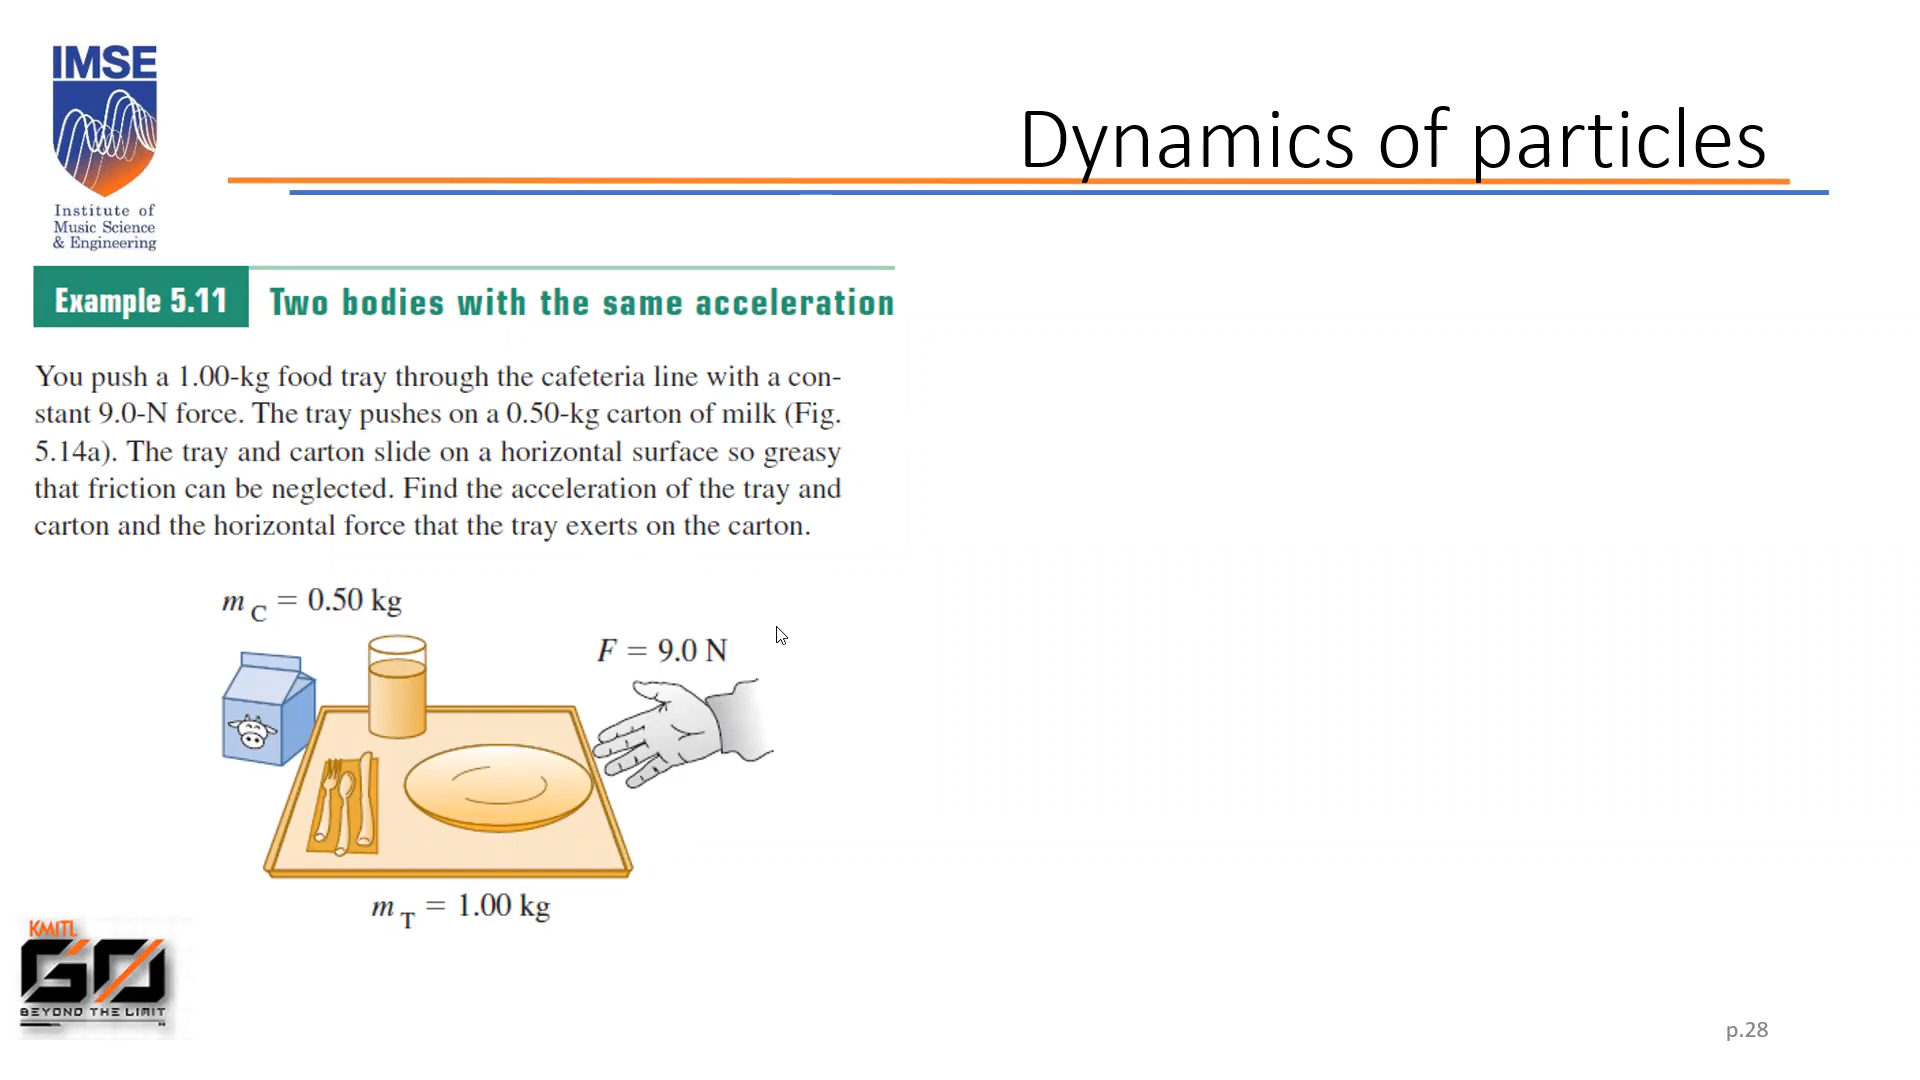 IMSE
Institute of
Music Science
& Engineering
Dynamics of particles
Example 5.11 Two bodies with the same acceleration
You push a 1.00-kg food tray through the cafeteria line with a con-
stant 9.0-N force. The tray pushes on a 0.50-kg carton of milk (Fig.
5.14a). The tray and carton slide on a horizontal surface so greasy
that friction can be neglected. Find the acceleration of the tray and
carton and the horizontal force that the tray exerts on the carton.
m C = 0.50 kg
F = 9.0 N
m T = 1.00 kg
KMITL
GO
BEYOND THE LIMIT
p.28